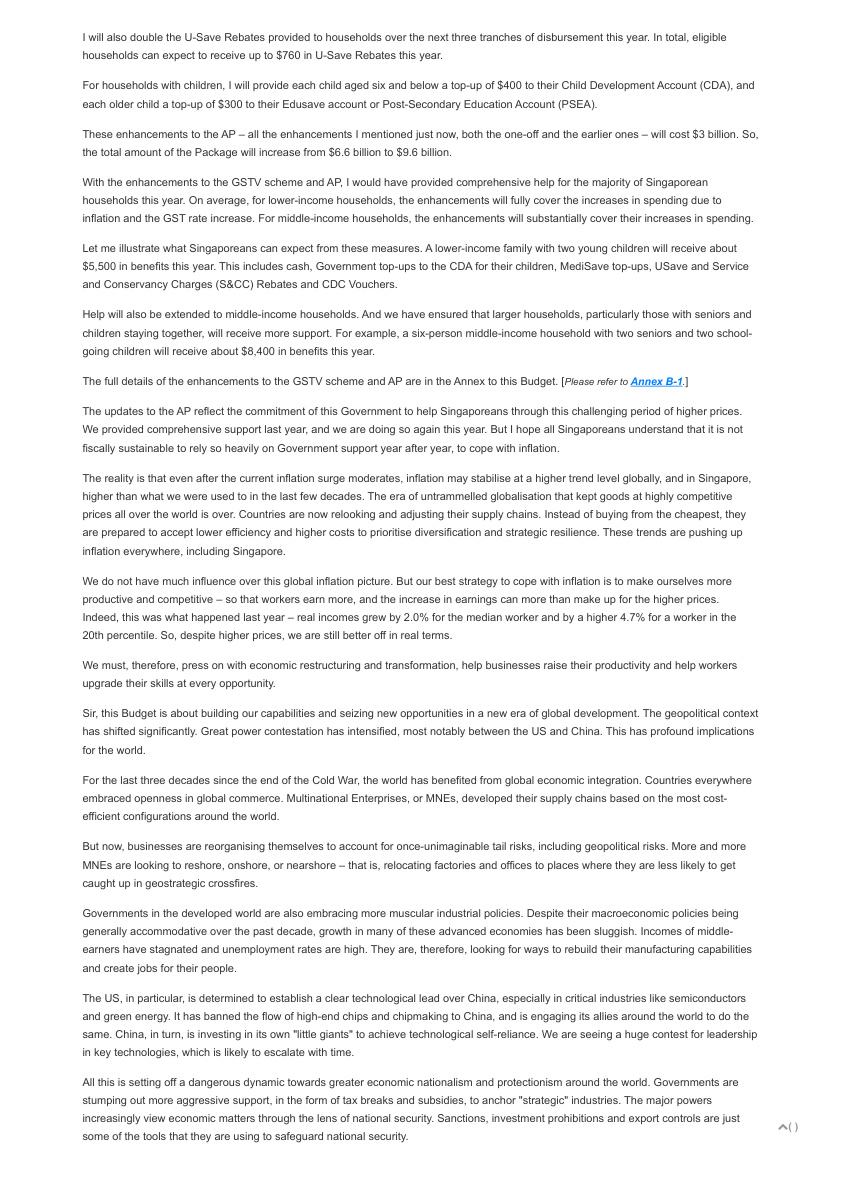 I will also double the U-Save Rebates provided to households over the next three tranches of disbursement this year. In total, eligible
households can expect to receive up to $760 in U-Save Rebates this year.
For households with children, I will provide each child aged six and below a top-up of $400 to their Child Development Account (CDA), and
each older child a top-up of $300 to their Edusave account or Post-Secondary Education Account (PSEA).
These enhancements to the AP – all the enhancements I mentioned just now, both the one-off and the earlier ones – will cost $3 billion. So,
the total amount of the Package will increase from $6.6 billion to $9.6 billion.
With the enhancements to the GSTV scheme and AP, I would have provided comprehensive help for the majority of Singaporean
households this year. On average, for lower-income households, the enhancements will fully cover the increases in spending due to
inflation and the GST rate increase. For middle-income households, the enhancements will substantially cover their increases in spending.
Let me illustrate what Singaporeans can expect from these measures. A lower-income family with two young children will receive about
$5,500 in benefits this year. This includes cash, Government top-ups to the CDA for their children, MediSave top-ups, USave and Service
and Conservancy Charges (S&CC) Rebates and CDC Vouchers.
Help will also be extended to middle-income households. And we have ensured that larger households, particularly those with seniors and
children staying together, will receive more support. For example, a six-person middle-income household with two seniors and two school-
going children will receive about $8,400 in benefits this year.
The full details of the enhancements to the GSTV scheme and AP are in the Annex to this Budget. [Please refer to Annex B-1.]
The updates to the AP reflect the commitment of this Government to help Singaporeans through this challenging period of higher prices.
We provided comprehensive support last year, and we are doing so again this year. But I hope all Singaporeans understand that it is not
fiscally sustainable to rely so heavily on Government support year after year, to cope with inflation.
The reality is that even after the current inflation surge moderates, inflation may stabilise at a higher trend level globally, and in Singapore,
higher than what we were used to in the last few decades. The era of untrammelled globalisation that kept goods at highly competitive
prices all over the world is over. Countries are now relooking and adjusting their supply chains. Instead of buying from the cheapest, they
are prepared to accept lower efficiency and higher costs to prioritise diversification and strategic resilience. These trends are pushing up
inflation everywhere, including Singapore.
We do not have much influence over this global inflation picture. But our best strategy to cope with inflation is to make ourselves more
productive and competitive – so that workers earn more, and the increase in earnings can more than make up for the higher prices.
Indeed, this was what happened last year – real incomes grew by 2.0% for the median worker and by a higher 4.7% for a worker in the
20th percentile. So, despite higher prices, we are still better off in real terms.
We must, therefore, press on with economic restructuring and transformation, help businesses raise their productivity and help workers
upgrade their skills at every opportunity.
Sir, this Budget is about building our capabilities and seizing new opportunities in a new era of global development. The geopolitical context
has shifted significantly. Great power contestation has intensified, most notably between the US and China. This has profound implications
for the world.
For the last three decades since the end of the Cold War, the world has benefited from global economic integration. Countries everywhere
embraced openness in global commerce. Multinational Enterprises, or MNEs, developed their supply chains based on the most cost-
efficient configurations around the world.
But now, businesses are reorganising themselves to account for once-unimaginable tail risks, including geopolitical risks. More and more
MNEs are looking to reshore, onshore, or nearshore – that is, relocating factories and offices to places where they are less likely to get
caught up in geostrategic crossfires.
Governments in the developed world are also embracing more muscular industrial policies. Despite their macroeconomic policies being
generally accommodative over the past decade, growth in many of these advanced economies has been sluggish. Incomes of middle-
earners have stagnated and unemployment rates are high. They are, therefore, looking for ways to rebuild their manufacturing capabilities
and create jobs for their people.
The US, in particular, is determined to establish a clear technological lead over China, especially in critical industries like semiconductors
and green energy. It has banned the flow of high-end chips and chipmaking to China, and is engaging its allies around the world to do the
same. China, in turn, is investing in its own "little giants" to achieve technological self-reliance. We are seeing a huge contest for leadership
in key technologies, which is likely to escalate with time.
All this is setting off a dangerous dynamic towards greater economic nationalism and protectionism around the world. Governments are
stumping out more aggressive support, in the form of tax breaks and subsidies, to anchor "strategic" industries. The major powers
increasingly view economic matters through the lens of national security. Sanctions, investment prohibitions and export controls are just
some of the tools that they are using to safeguard national security.
( )